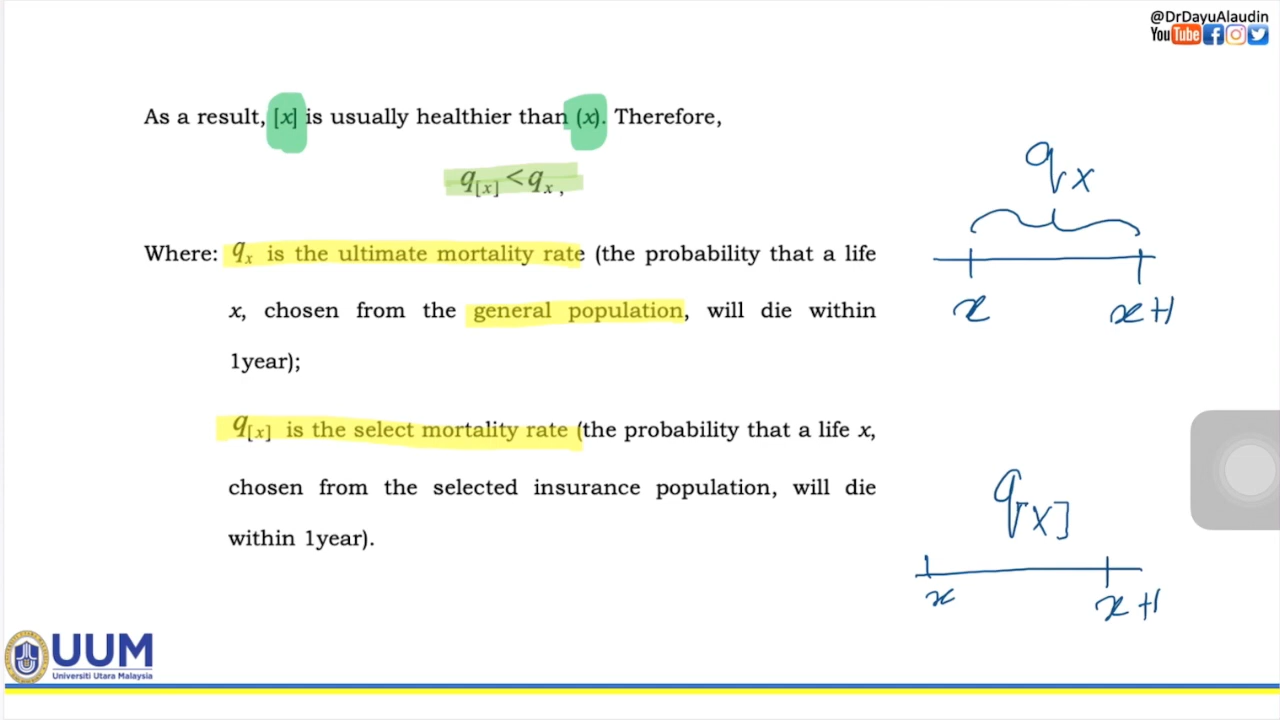 @DrDayuAlaudin
YouTube
As a result, [x] is usually healthier than (x). Therefore,
q[x] < qx,
Where: qx is the ultimate mortality rate (the probability that a life
x, chosen from the general population, will die within
1year);
q[x] is the select mortality rate (the probability that a life x,
chosen from the selected insurance population, will die
within 1year).
qx
x x+1
q[x]
x x+1
UUM
Universiti Utara Malaysia